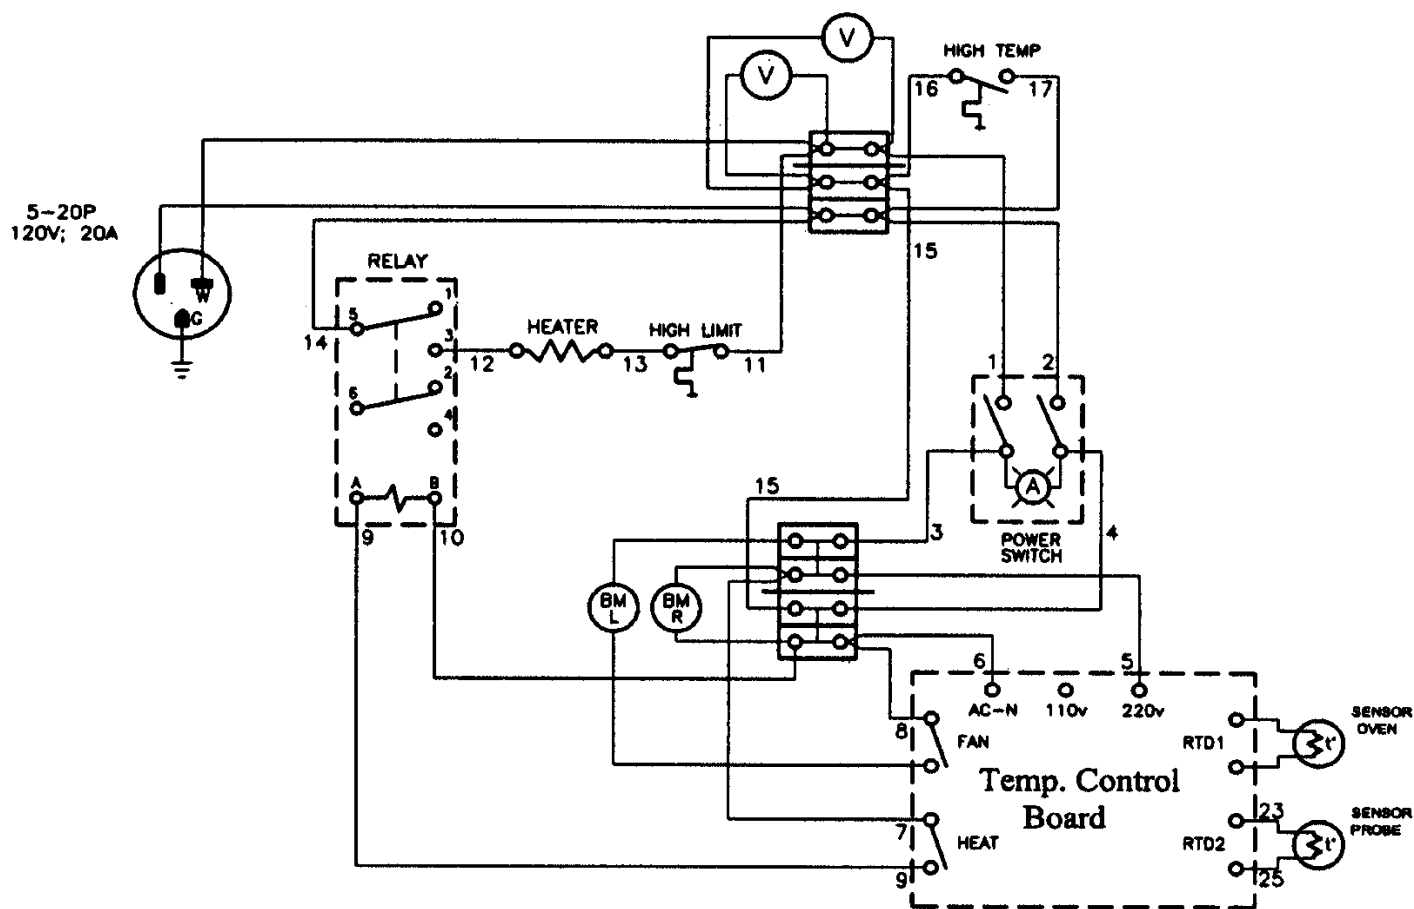 V
HIGH TEMP
V
16
17
5-20P
120V; 20A
W
G
15
RELAY
1
5
14
3
12
HEATER
13
HIGH LIMIT
11
2
6
4
1
2
A
B
9
10
A
15
3
POWER
SWITCH
4
BM
L
BM
R
6
5
AC-N
110v
220v
8
FAN
RTD1
t°
SENSOR
OVEN
Temp. Control
Board
7
HEAT
9
RTD2
23
25
t°
SENSOR
PROBE